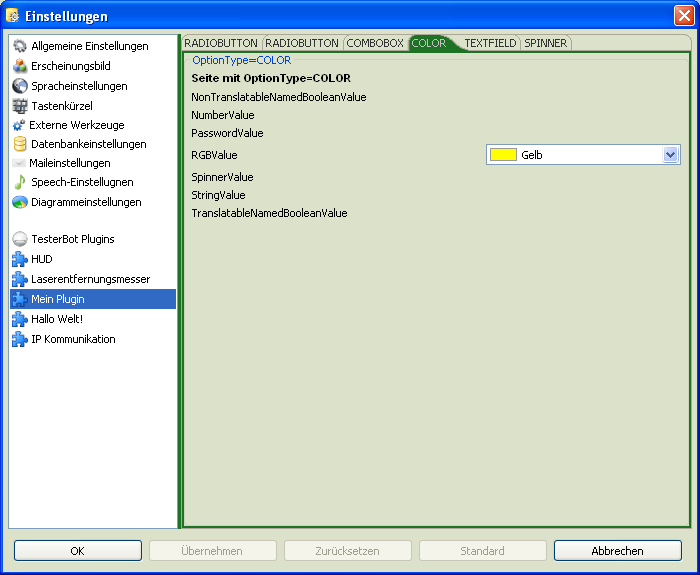 Einstellungen
Allgemeine Einstellungen
Erscheinungsbild
Spracheinstellungen
Tastenkürzel
Externe Werkzeuge
Datenbankeinstellungen
Maileinstellungen
Speech-Einstellugnen
Diagrammeinstellungen
TesterBot Plugins
HUD
Laserentfernungsmesser
Mein Plugin
Hallo Welt!
IP Kommunikation
RADIOBUTTON RADIOBUTTON COMBOBOX COLOR TEXTFIELD SPINNER
OptionType=COLOR
Seite mit OptionType=COLOR
NonTranslatableNamedBooleanValue
NumberValue
PasswordValue
RGBValue Gelb
SpinnerValue
StringValue
TranslatableNamedBooleanValue
OK Übernehmen Zurücksetzen Standard Abbrechen